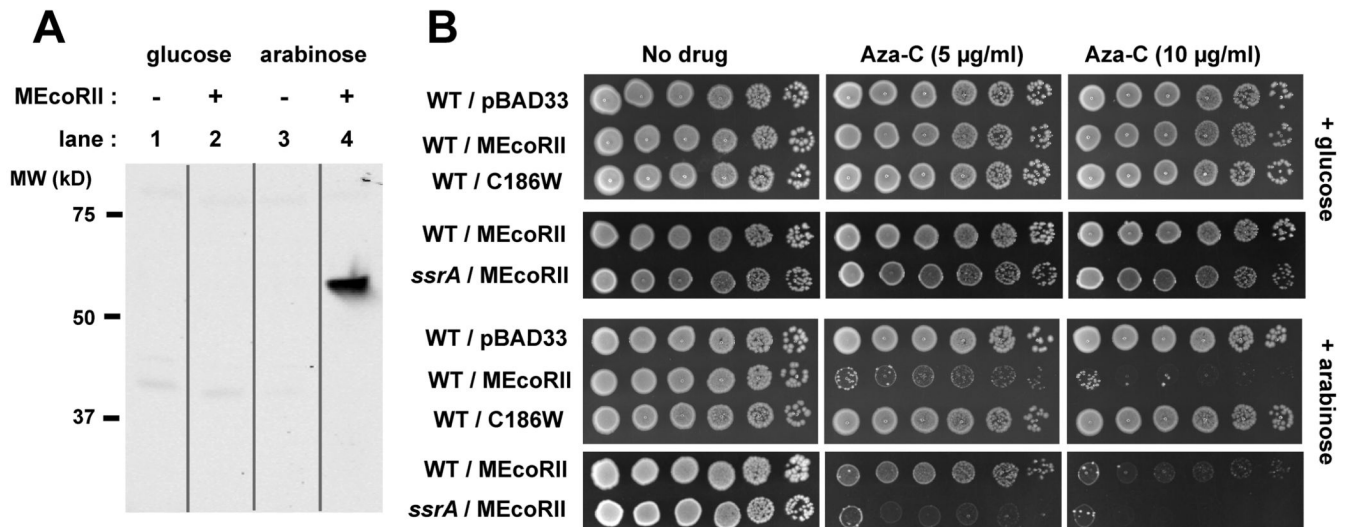 A
glucose arabinose
MEcoRII : - + - +
lane : 1 2 3 4
MW (kD)
75
50
37
B
No drug Aza-C (5 µg/ml) Aza-C (10 µg/ml)
WT / pBAD33
WT / MEcoRII
WT / C186W
WT / MEcoRII
ssrA / MEcoRII
+ glucose
WT / pBAD33
WT / MEcoRII
WT / C186W
WT / MEcoRII
ssrA / MEcoRII
+ arabinose